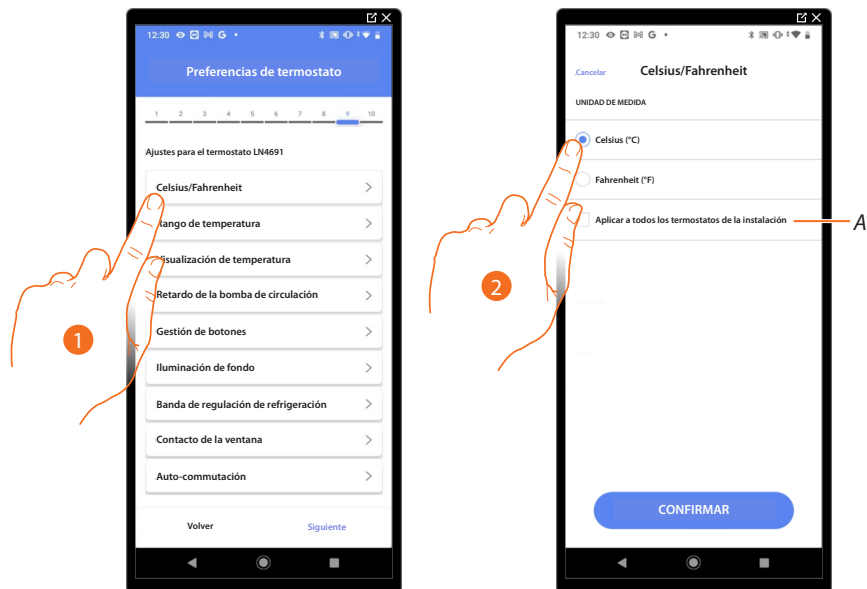 12:30 G
Preferencias de termostato
1 2 3 4 5 6 7 8 9 10
Ajustes para el termostato LN4691
Celsius/Fahrenheit
Rango de temperatura
Visualización de temperatura
Retardo de la bomba de circulación
Gestión de botones
Iluminación de fondo
Banda de regulación de refrigeración
Contacto de la ventana
Auto-commutación
Volver Siguiente
1
12:30 G
Cancelar Celsius/Fahrenheit
UNIDAD DE MEDIDA
Celsius (°C)
Fahrenheit (°F)
Aplicar a todos los termostatos de la instalación
A
2
CONFIRMAR